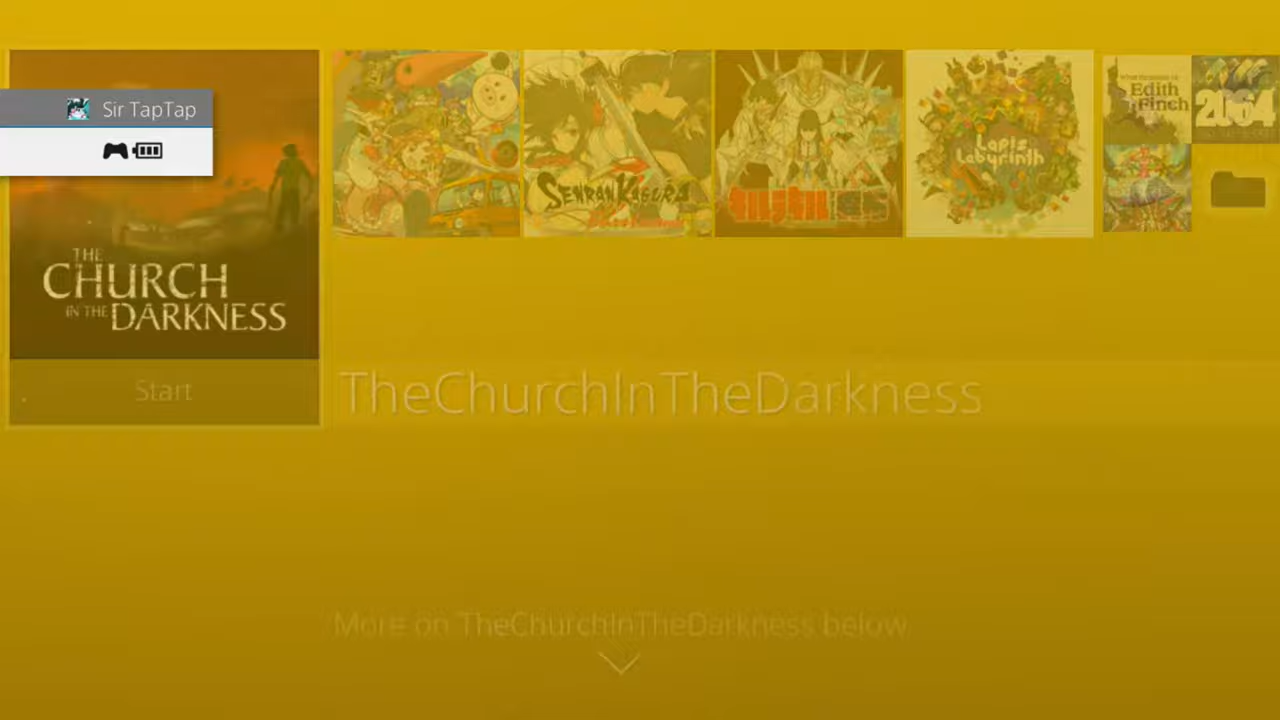 Sir TapTap
THE
CHURCH
IN THE DARKNESS
Start
SENRAN KAGURA
Lapis
Labyrinth
Edith
Finch
2064
TheChurchInTheDarkness
More on TheChurchInTheDarkness below